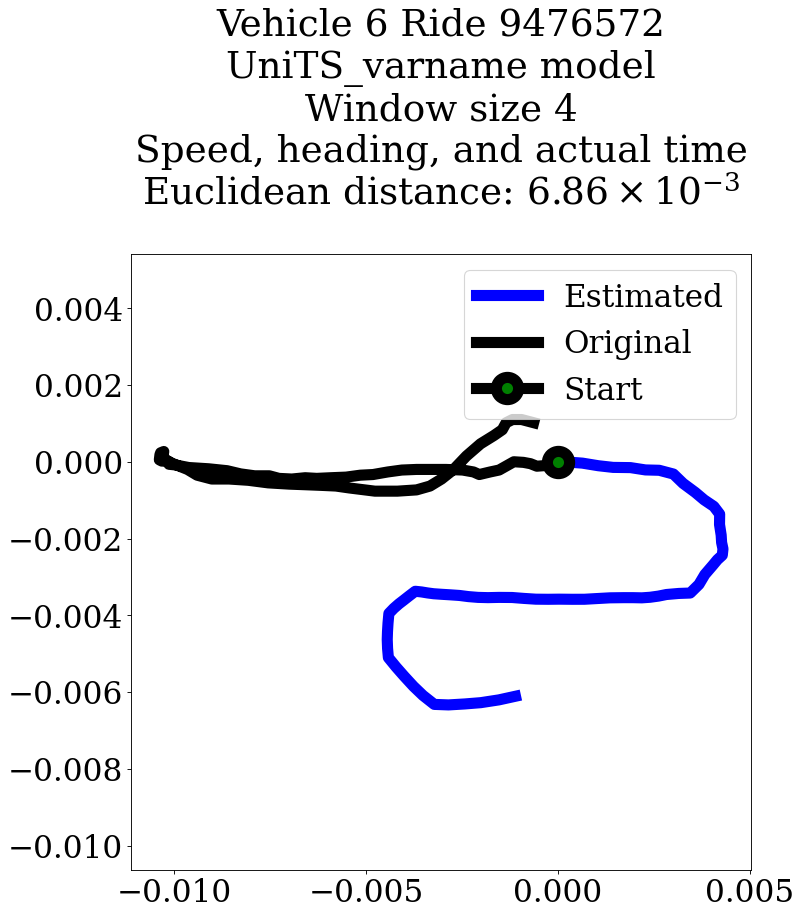 Vehicle 6 Ride 9476572
UniTS_varname model
Window size 4
Speed, heading, and actual time
Euclidean distance: 6.86 × 10⁻³
Estimated
Original
Start
0.004
0.002
0.000
−0.002
−0.004
−0.006
−0.008
−0.010
−0.010 −0.005 0.000 0.005